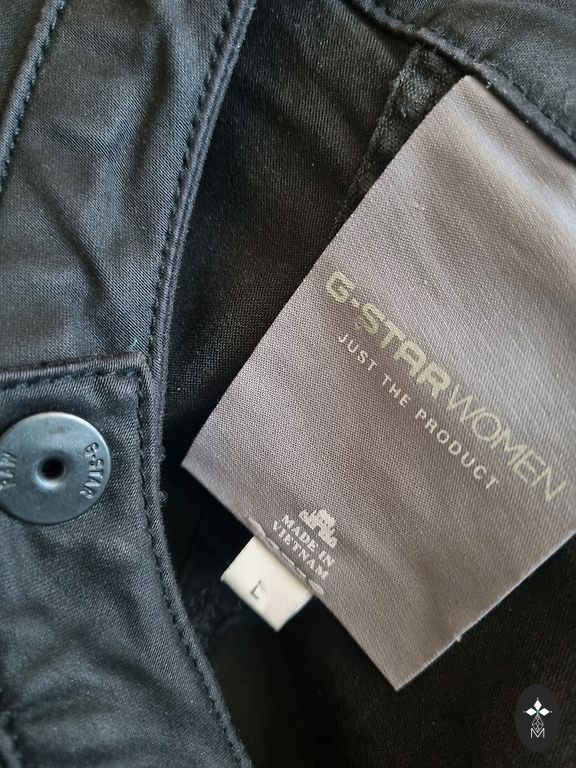 G-STAR WOMEN
JUST THE PRODUCT
MADE IN
VIETNAM
L
G-STAR
RAW
M